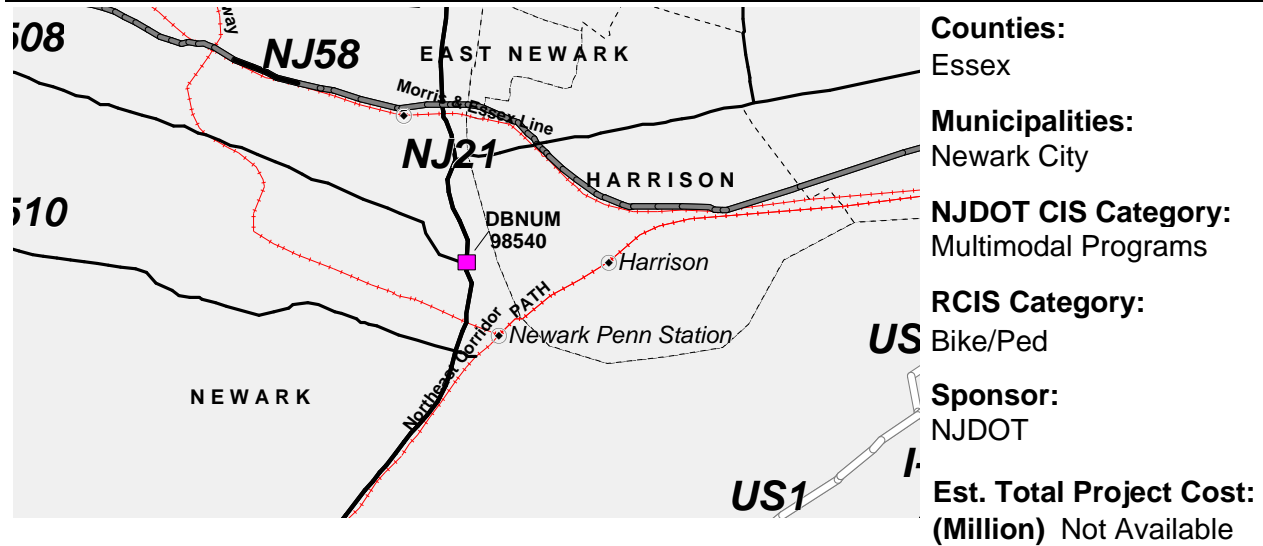 508
way
NJ58
EAST NEWARK
Morris & Essex Line
NJ21
HARRISON
510
DBNUM
98540
Harrison
PATH
Newark Penn Station
Northeast Corridor
NEWARK
US
US1
I-
Counties:
Essex
Municipalities:
Newark City
NJDOT CIS Category:
Multimodal Programs
RCIS Category:
Bike/Ped
Sponsor:
NJDOT
Est. Total Project Cost:
(Million) Not Available